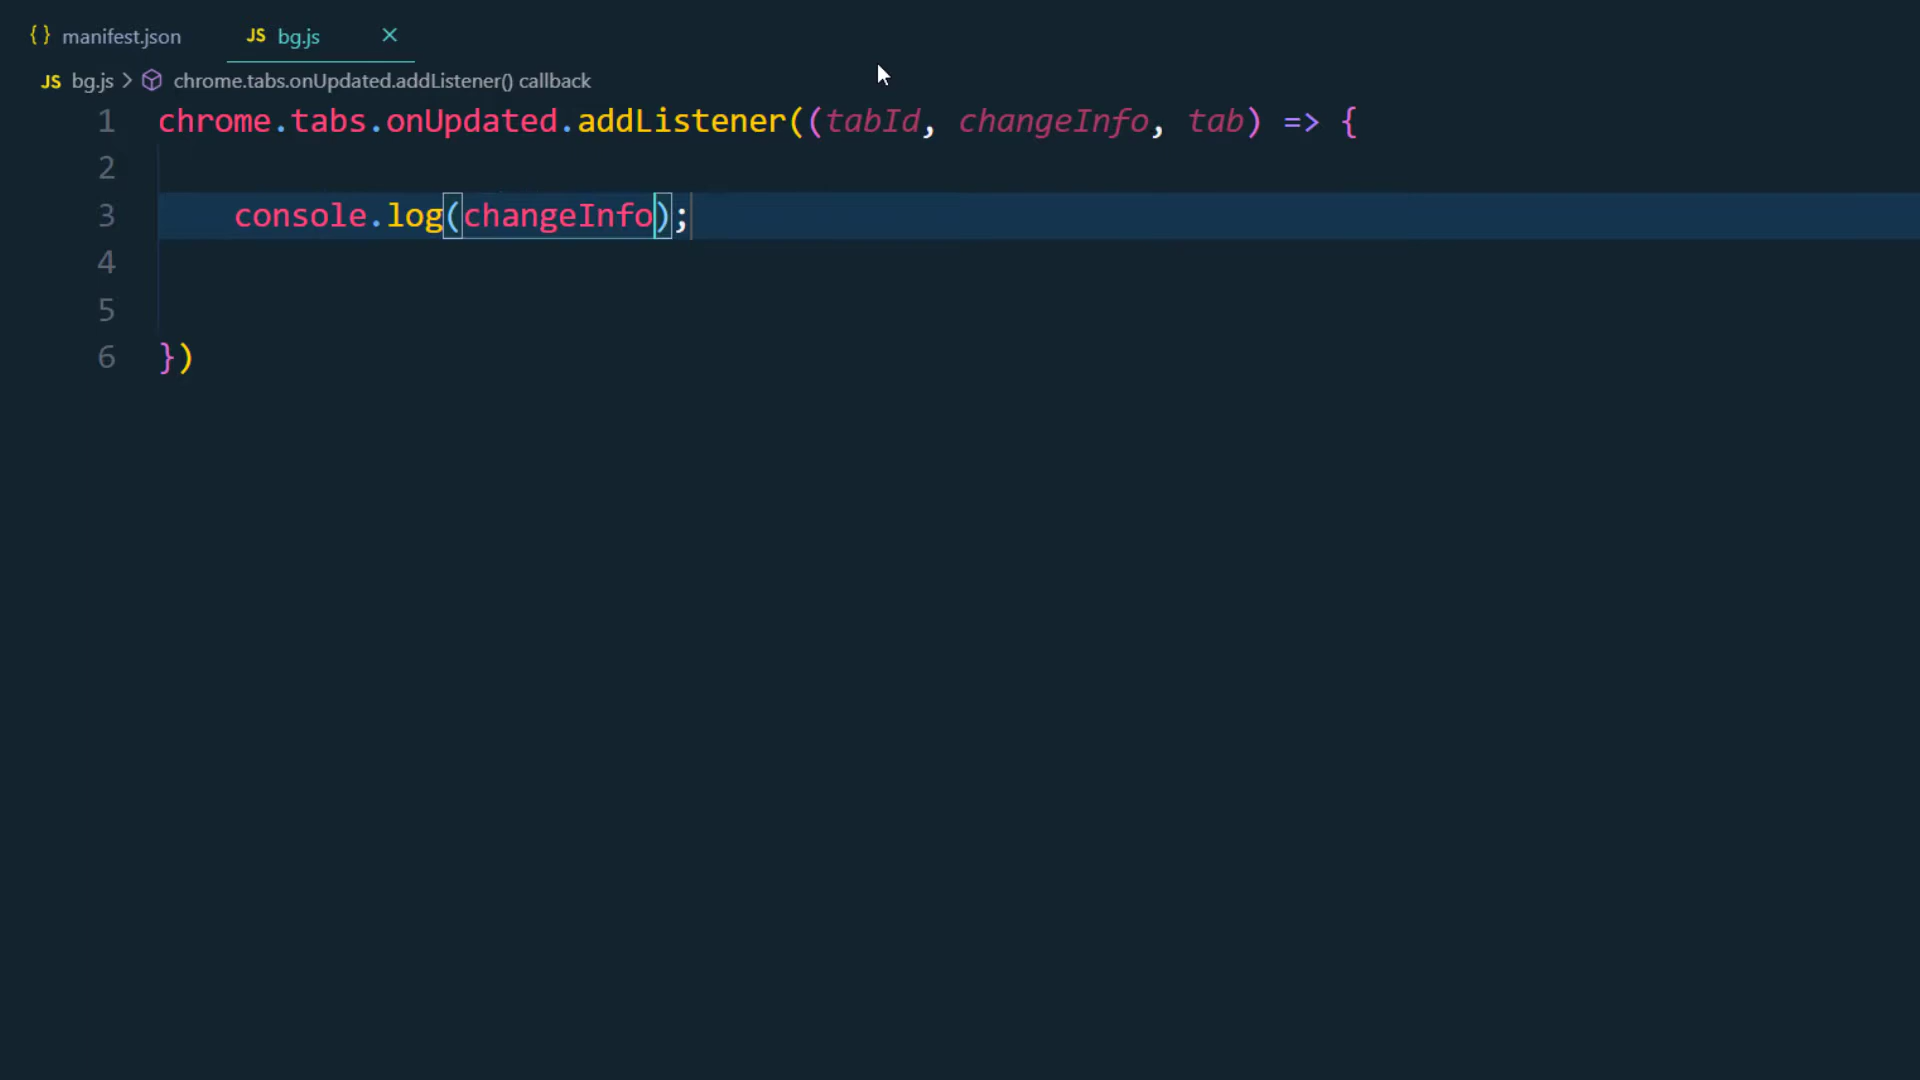 {} manifest.json JS bg.js ×
JS bg.js > chrome.tabs.onUpdated.addListener() callback
1 chrome.tabs.onUpdated.addListener((tabId, changeInfo, tab) => {
2
3 console.log(changeInfo);
4
5
6 })